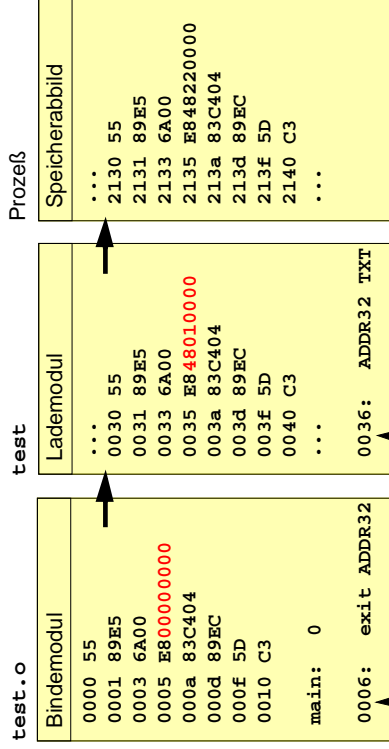 test.o
Bindemodul
0000 55
0001 89E5
0003 6A00
0005 E800000000
000a 83C404
000d 89EC
000f 5D
0010 C3
main: 0
0006: exit ADDR32
test
Lademodul
...
0030 55
0031 89E5
0033 6A00
0035 E848010000
003a 83C404
003d 89EC
003f 5D
0040 C3
...
0036: ADDR32 TXT
Prozeß
Speicherabbild
...
2130 55
2131 89E5
2133 6A00
2135 E848220000
213a 83C404
213d 89EC
213f 5D
2140 C3
...